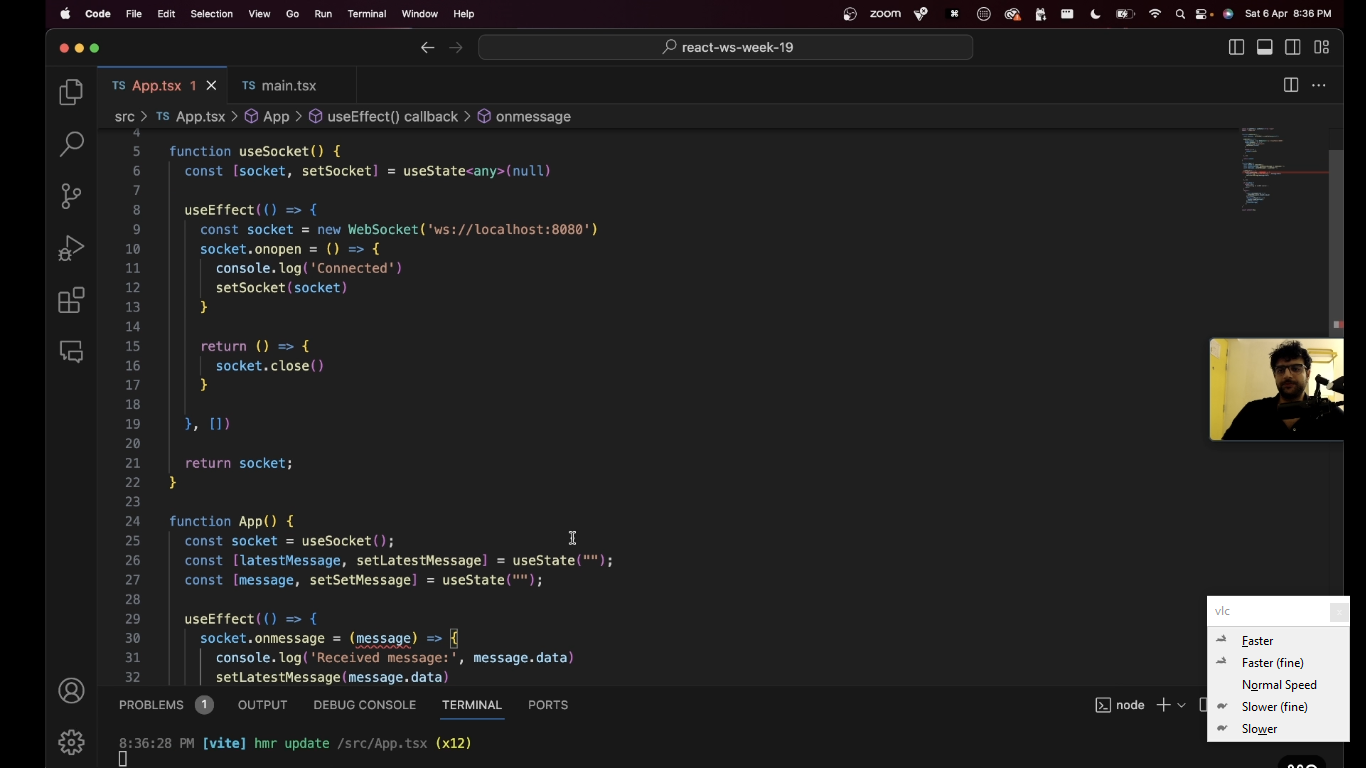 Code File Edit Selection View Go Run Terminal Window Help
zoom
Sat 6 Apr 8:36 PM
react-ws-week-19
TS App.tsx 1 TS main.tsx
src > TS App.tsx > App > useEffect() callback > onmessage
4
5 function useSocket() {
6 const [socket, setSocket] = useState<any>(null)
7
8 useEffect(() => {
9 const socket = new WebSocket('ws://localhost:8080')
10 socket.onopen = () => {
11 console.log('Connected')
12 setSocket(socket)
13 }
14
15 return () => {
16 socket.close()
17 }
18
19 }, [])
20
21 return socket;
22 }
23
24 function App() {
25 const socket = useSocket();
26 const [latestMessage, setLatestMessage] = useState("");
27 const [message, setSetMessage] = useState("");
28
29 useEffect(() => {
30 socket.onmessage = (message) => {
31 console.log('Received message:', message.data)
32 setLatestMessage(message.data)
PROBLEMS 1 OUTPUT DEBUG CONSOLE TERMINAL PORTS
node
8:36:28 PM [vite] hmr update /src/App.tsx (x12)
vlc
Faster
Faster (fine)
Normal Speed
Slower (fine)
Slower